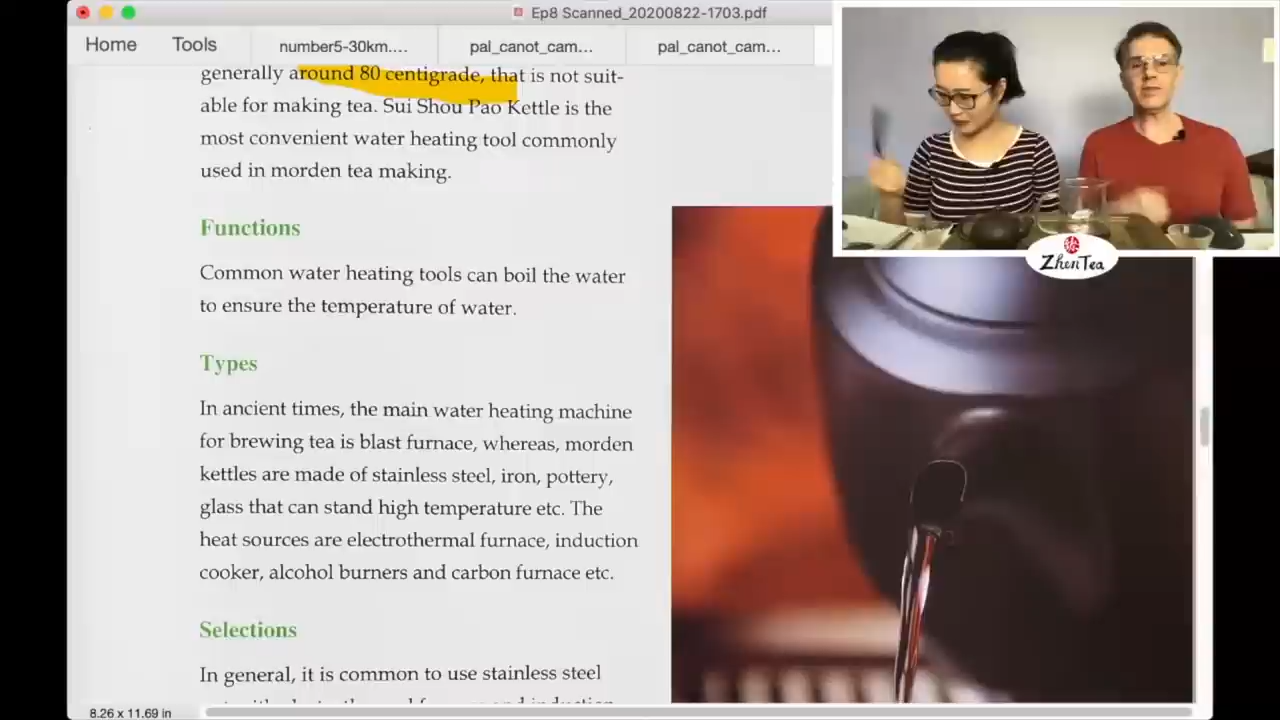 Ep8 Scanned_20200822-1703.pdf
Home
Tools
number5-30km....
pal_canot_cam...
pal_canot_cam...
generally around 80 centigrade, that is not suit-
able for making tea. Sui Shou Pao Kettle is the
most convenient water heating tool commonly
used in morden tea making.
Functions
Common water heating tools can boil the water
to ensure the temperature of water.
Types
In ancient times, the main water heating machine
for brewing tea is blast furnace, whereas, morden
kettles are made of stainless steel, iron, pottery,
glass that can stand high temperature etc. The
heat sources are electrothermal furnace, induction
cooker, alcohol burners and carbon furnace etc.
Selections
In general, it is common to use stainless steel
8.26 x 11.69 in
ZhenTea